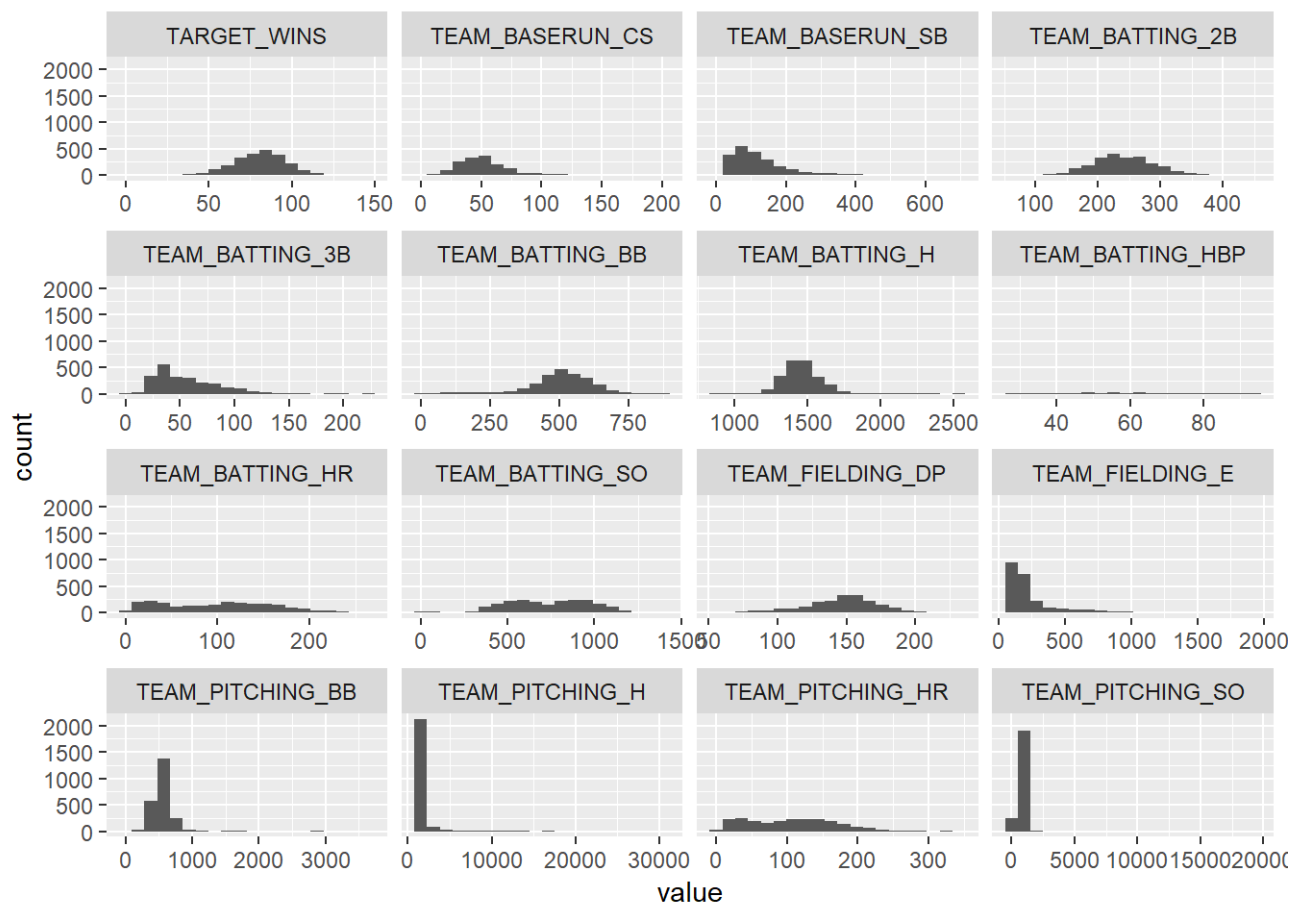 TARGET_WINS TEAM_BASERUN_CS TEAM_BASERUN_SB TEAM_BATTING_2B
2000
1500
1000
500
0
0 50 100 150 0 50 100 150 200 0 200 400 600 100 200 300 400
TEAM_BATTING_3B TEAM_BATTING_BB TEAM_BATTING_H TEAM_BATTING_HBP
2000
1500
1000
500
0
0 50 100 150 200 0 250 500 750 1000 1500 2000 2500 40 60 80
count
TEAM_BATTING_HR TEAM_BATTING_SO TEAM_FIELDING_DP TEAM_FIELDING_E
2000
1500
1000
500
0
0 100 200 0 500 1000 1500 50 100 150 200 0 500 1000 1500 2000
TEAM_PITCHING_BB TEAM_PITCHING_H TEAM_PITCHING_HR TEAM_PITCHING_SO
2000
1500
1000
500
0
0 1000 2000 3000 0 10000 20000 30000 0 100 200 300 0 5000 10000 15000 20000
value